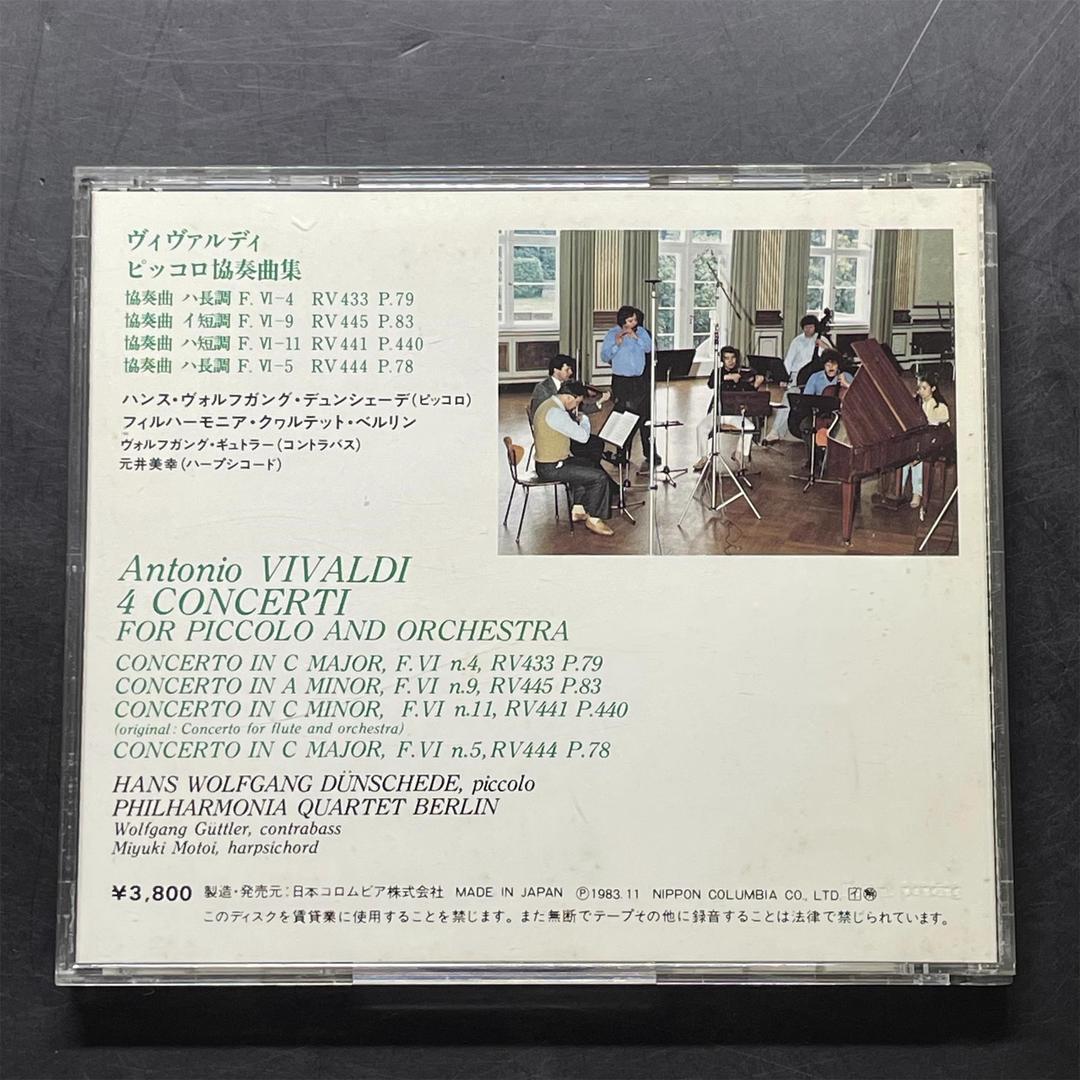 ヴィヴァルディ
ピッコロ協奏曲集
協奏曲 ハ長調 F. Ⅵ-4 RV433 P.79
協奏曲 イ短調 F. Ⅵ-9 RV445 P.83
協奏曲 ハ短調 F. Ⅵ-11 RV441 P.440
協奏曲 ハ長調 F. Ⅵ-5 RV444 P.78
ハンス・ヴォルフガング・デュンシェーデ(ピッコロ)
フィルハーモニア・クヮルテット・ベルリン
ヴォルフガング・ギュトラー(コントラバス)
元井美幸(ハープシコード)
Antonio VIVALDI
4 CONCERTI
FOR PICCOLO AND ORCHESTRA
CONCERTO IN C MAJOR, F.VI n.4, RV433 P.79
CONCERTO IN A MINOR, F.VI n.9, RV445 P.83
CONCERTO IN C MINOR, F.VI n.11, RV441 P.440
(original: Concerto for flute and orchestra)
CONCERTO IN C MAJOR, F.VI n.5, RV444 P.78
HANS WOLFGANG DÜNSCHEDE, piccolo
PHILHARMONIA QUARTET BERLIN
Wolfgang Güttler, contrabass
Miyuki Motoi, harpsichord
¥3,800 製造・発売元:日本コロムビア株式会社 MADE IN JAPAN Ⓟ1983.11 NIPPON COLUMBIA CO., LTD. イ
このディスクを賃貸業に使用することを禁じます。また無断でテープその他に録音することは法律で禁じられています。